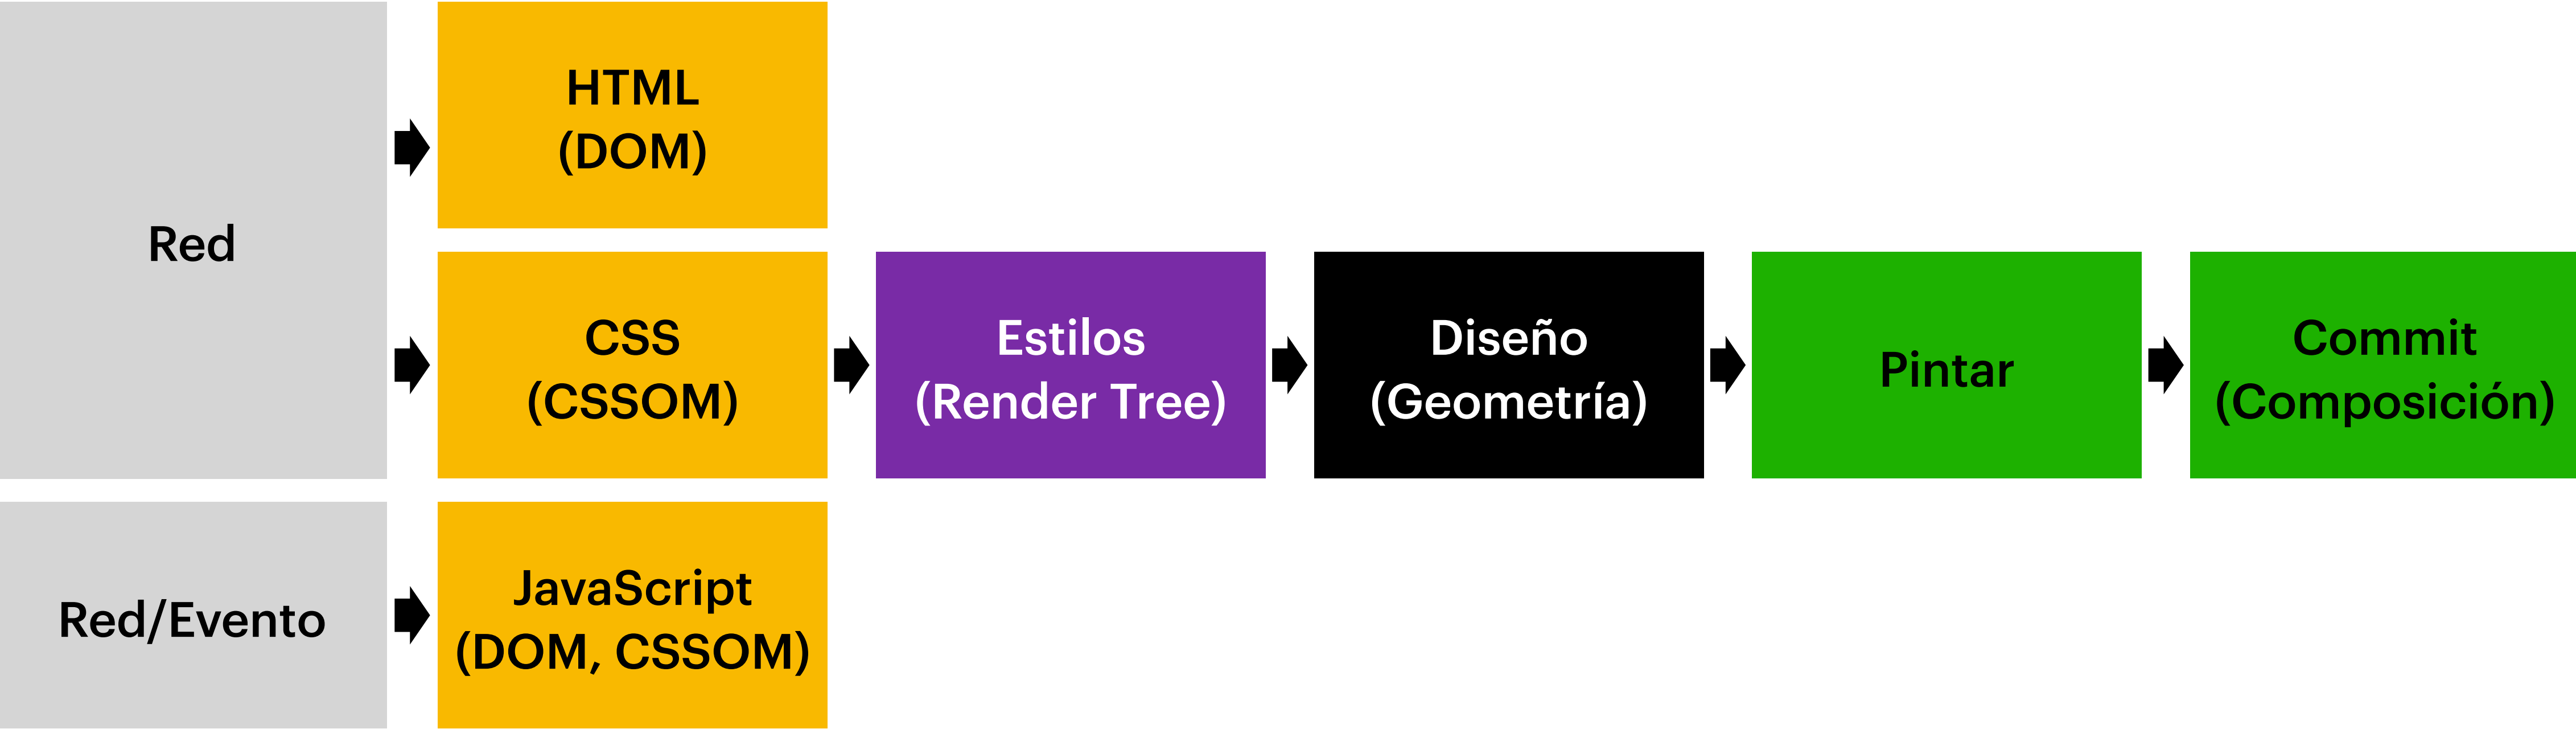 Red
HTML
(DOM)
CSS
(CSSOM)
Estilos
(Render Tree)
Diseño
(Geometría)
Pintar
Commit
(Composición)
Red/Evento
JavaScript
(DOM, CSSOM)